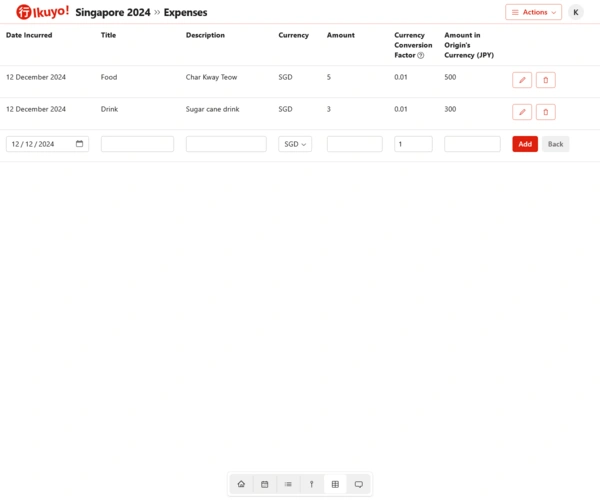 行 Ikuyo! Singapore 2024 » Expenses Actions K
Date Incurred Title Description Currency Amount Currency Conversion Factor Amount in Origin's Currency (JPY)
12 December 2024 Food Char Kway Teow SGD 5 0.01 500
12 December 2024 Drink Sugar cane drink SGD 3 0.01 300
12 / 12 / 2024 SGD 1 Add Back